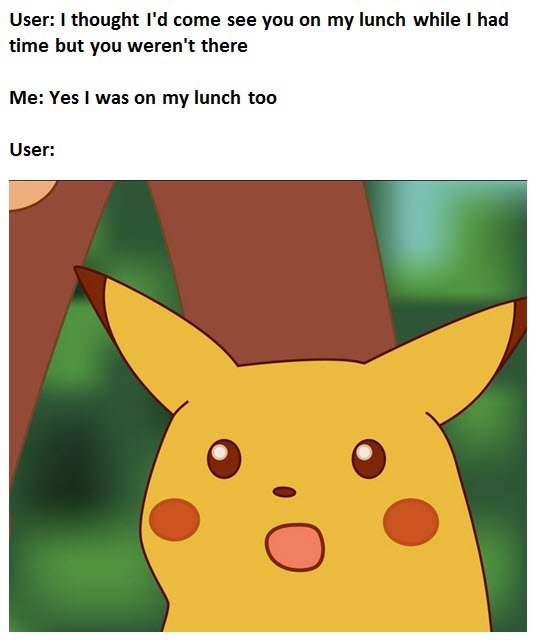 User: I thought I'd come see you on my lunch while I had
time but you weren't there
Me: Yes I was on my lunch too
User: